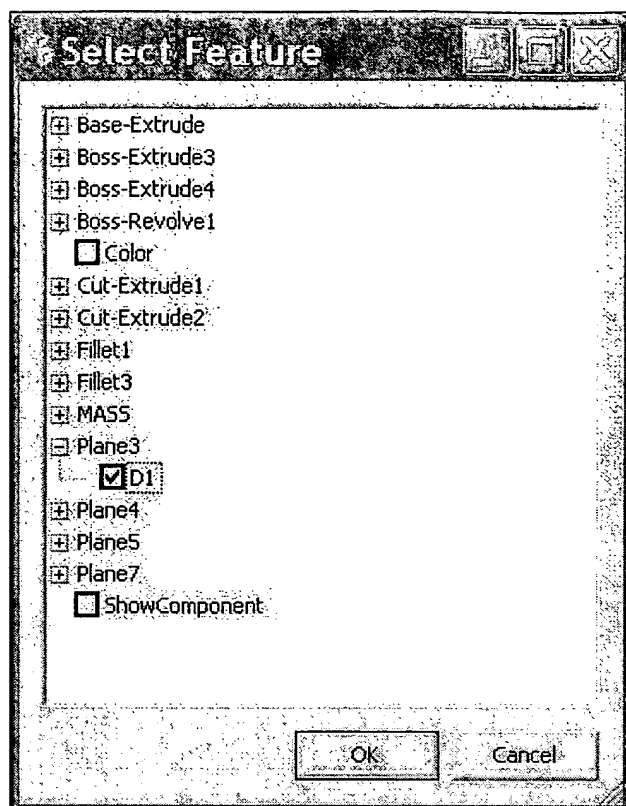 Select Feature
Base-Extrude
Boss-Extrude3
Boss-Extrude4
Boss-Revolve1
Color
Cut-Extrude1
Cut-Extrude2
Fillet1
Fillet3
MASS
Plane3
D1
Plane4
Plane5
Plane7
ShowComponent
OK Cancel